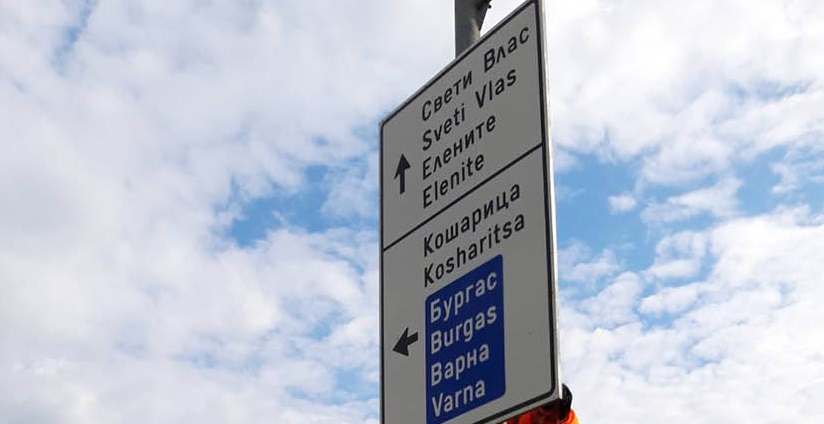 Свети Влас
Sveti Vlas
Елените
Elenite
Кошарица
Kosharitsa
Бургас
Burgas
Варна
Varna